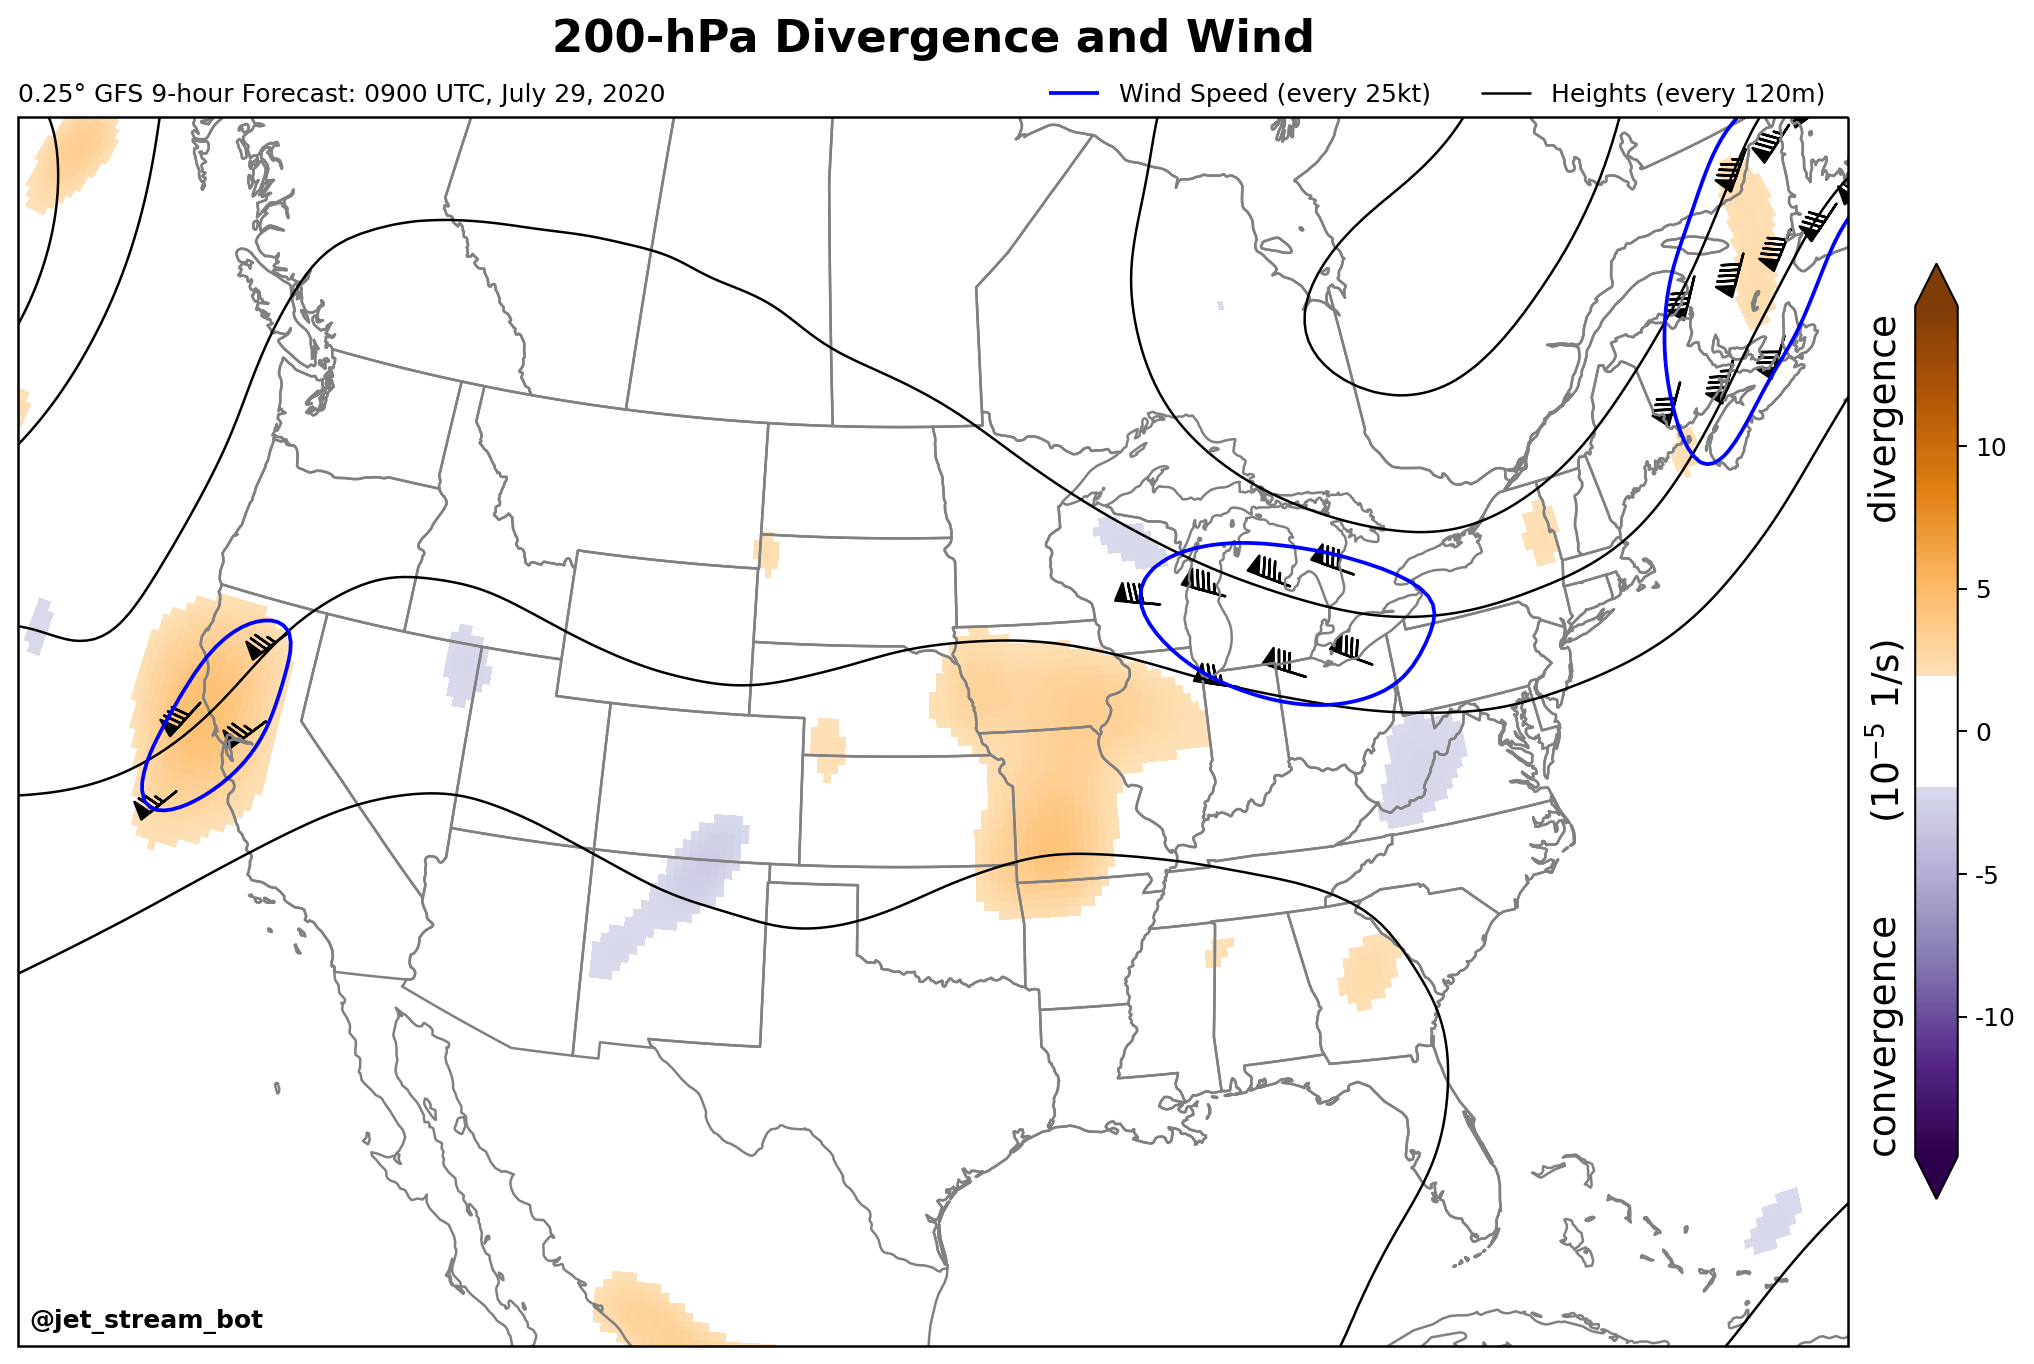 200-hPa Divergence and Wind
0.25° GFS 9-hour Forecast: 0900 UTC, July 29, 2020
Wind Speed (every 25kt)
Heights (every 120m)
divergence
(10⁻⁵ 1/s)
convergence
10
5
0
-5
-10
@jet_stream_bot